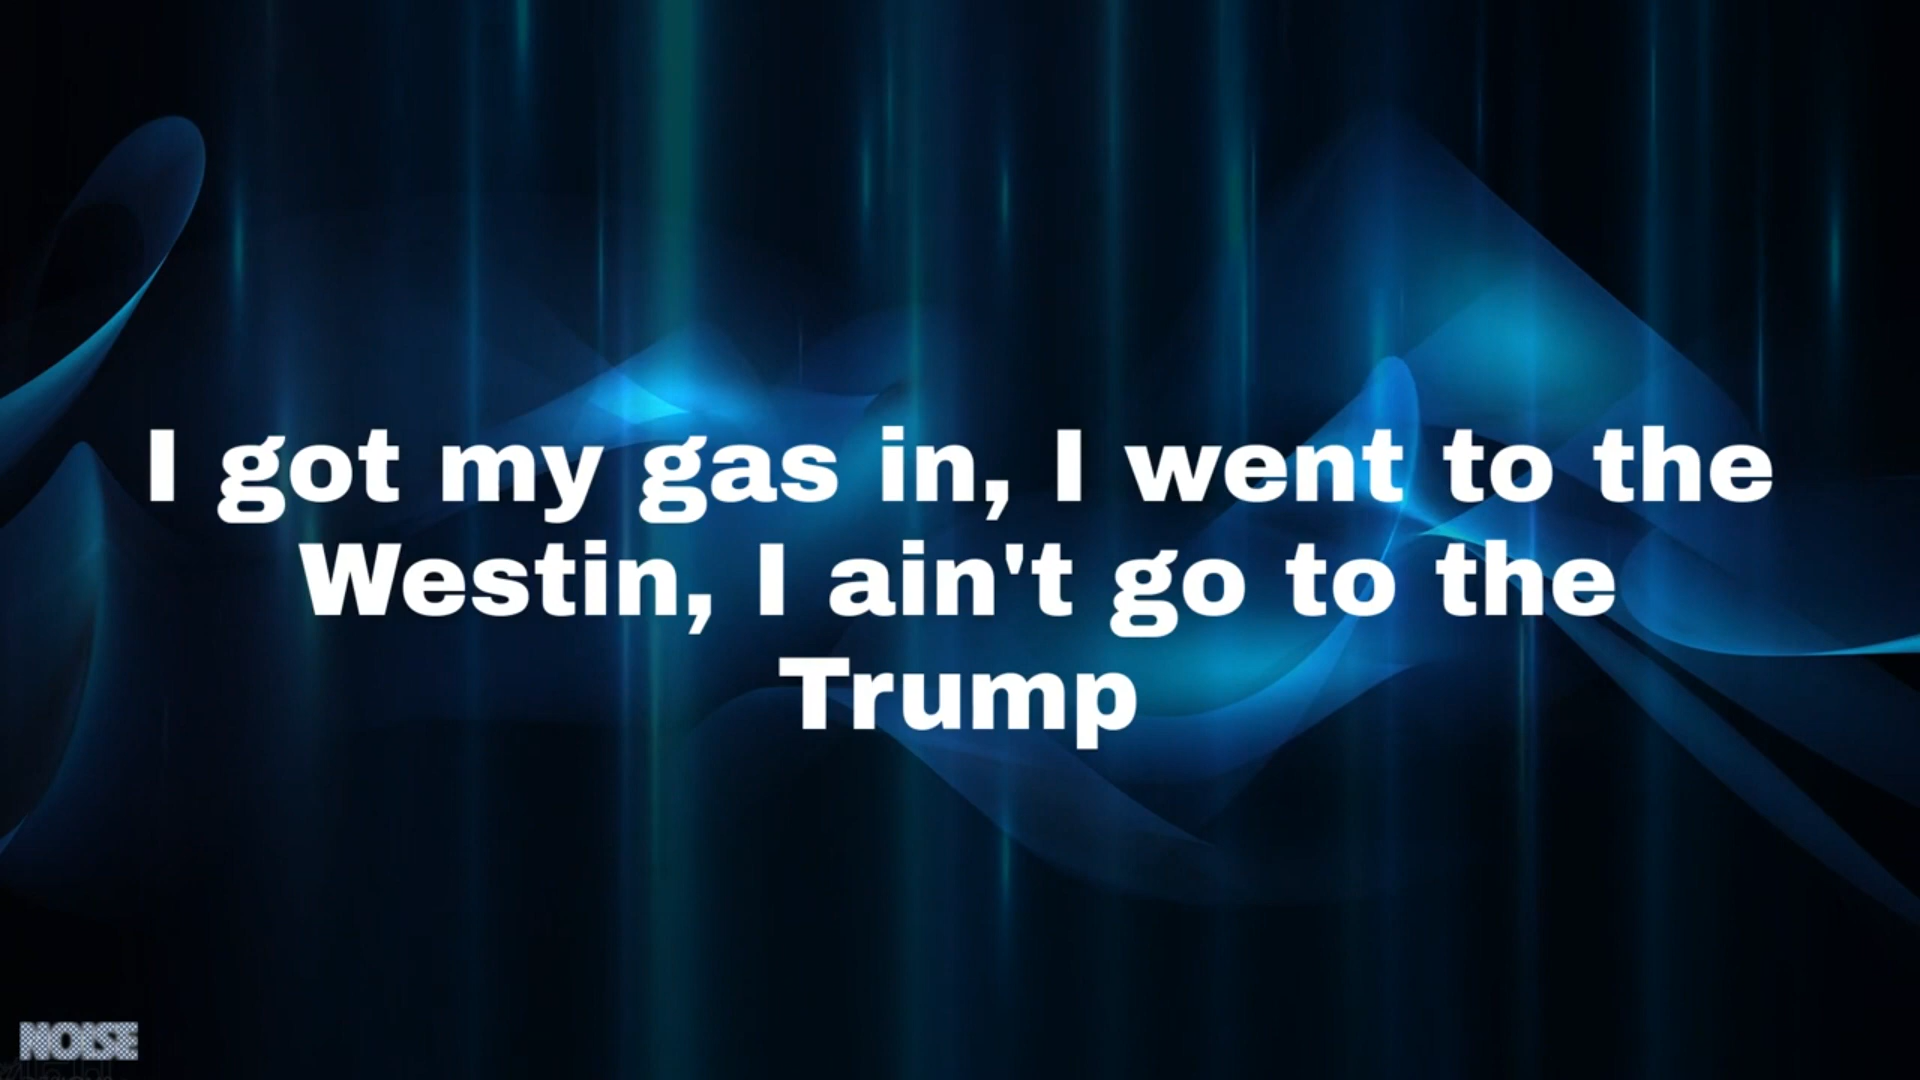 I got my gas in, I went to the
Westin, I ain't go to the
Trump
NOISE